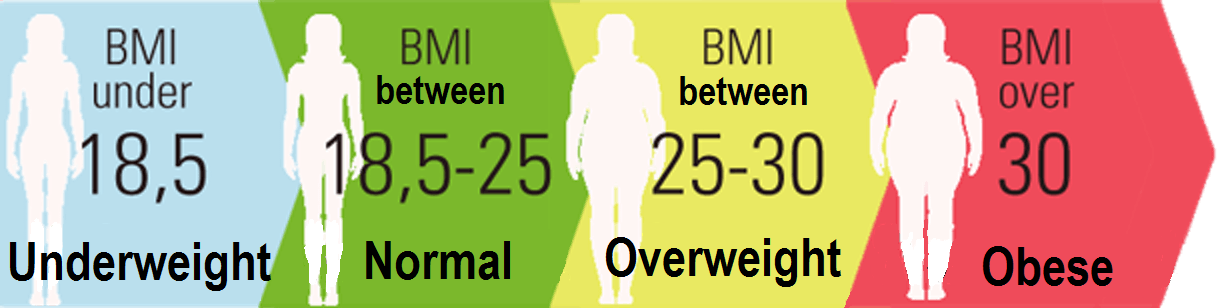 BMI
under
18,5
Underweight
BMI
between
18,5-25
Normal
BMI
between
25-30
Overweight
BMI
over
30
Obese